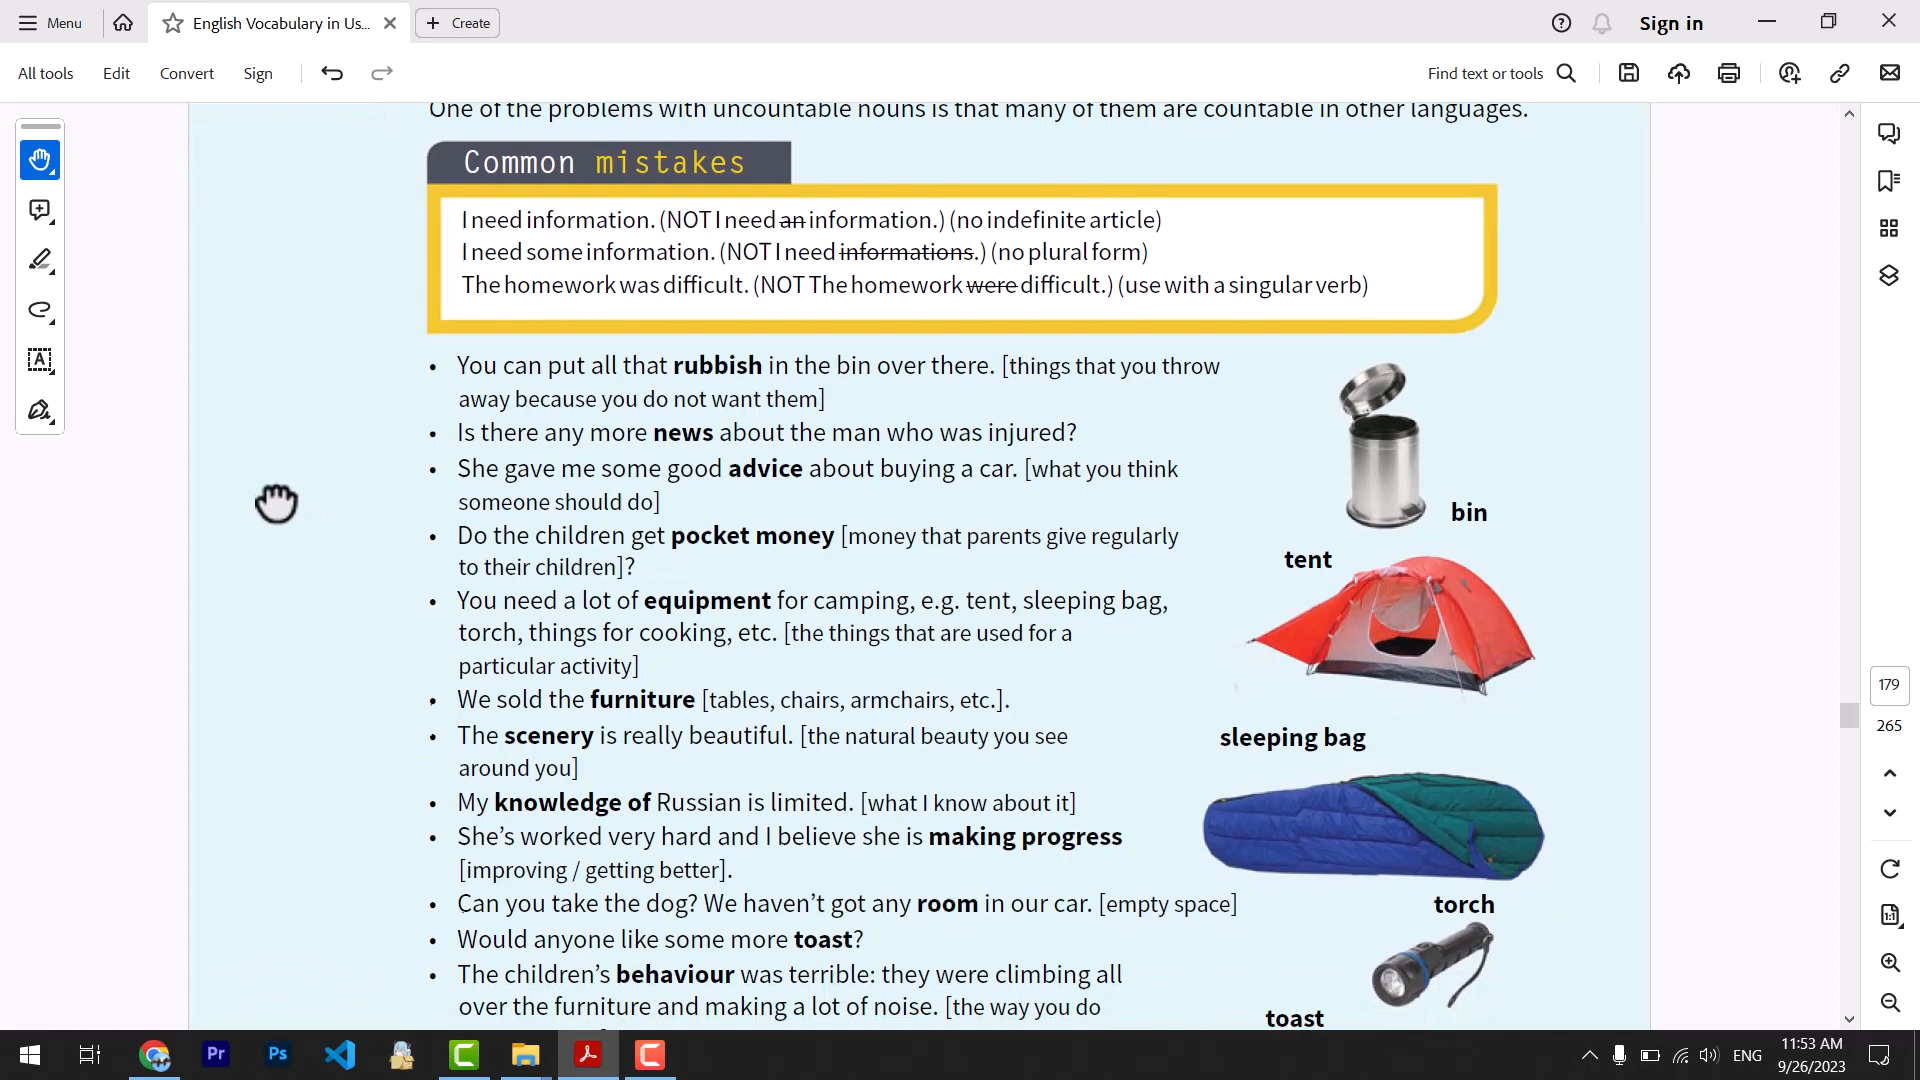 Menu
English Vocabulary in Us...
Create
Sign in
All tools
Edit
Convert
Sign
Find text or tools
One of the problems with uncountable nouns is that many of them are countable in other languages.
Common mistakes
I need information. (NOT I need an information.) (no indefinite article)
I need some information. (NOT I need informations.) (no plural form)
The homework was difficult. (NOT The homework were difficult.) (use with a singular verb)
• You can put all that rubbish in the bin over there. [things that you throw
away because you do not want them]
• Is there any more news about the man who was injured?
• She gave me some good advice about buying a car. [what you think
someone should do]
• Do the children get pocket money [money that parents give regularly
to their children]?
• You need a lot of equipment for camping, e.g. tent, sleeping bag,
torch, things for cooking, etc. [the things that are used for a
particular activity]
• We sold the furniture [tables, chairs, armchairs, etc.].
• The scenery is really beautiful. [the natural beauty you see
around you]
• My knowledge of Russian is limited. [what I know about it]
• She's worked very hard and I believe she is making progress
[improving / getting better].
• Can you take the dog? We haven't got any room in our car. [empty space]
• Would anyone like some more toast?
• The children's behaviour was terrible: they were climbing all
over the furniture and making a lot of noise. [the way you do
bin
tent
sleeping bag
torch
toast
179
265
1:1
Pr
Ps
ENG
11:53 AM
9/26/2023